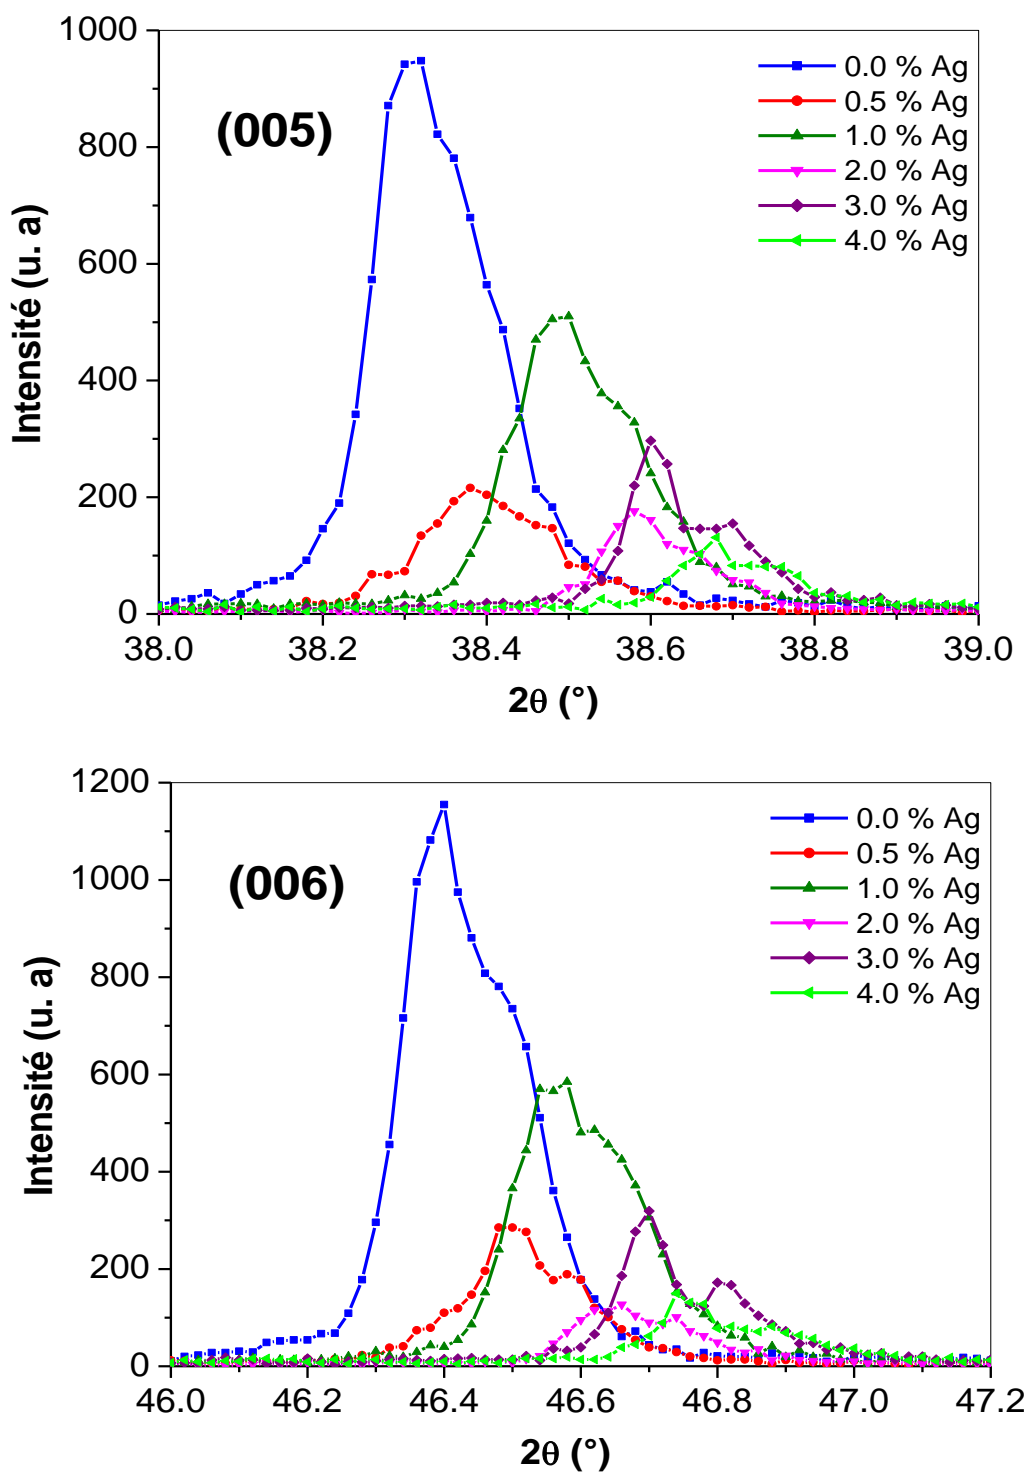 1000
800
600
400
200
0
Intensité (u. a)
(005)
0.0 % Ag
0.5 % Ag
1.0 % Ag
2.0 % Ag
3.0 % Ag
4.0 % Ag
38.0 38.2 38.4 38.6 38.8 39.0
2θ (°)
1200
1000
800
600
400
200
0
Intensité (u. a)
(006)
0.0 % Ag
0.5 % Ag
1.0 % Ag
2.0 % Ag
3.0 % Ag
4.0 % Ag
46.0 46.2 46.4 46.6 46.8 47.0 47.2
2θ (°)